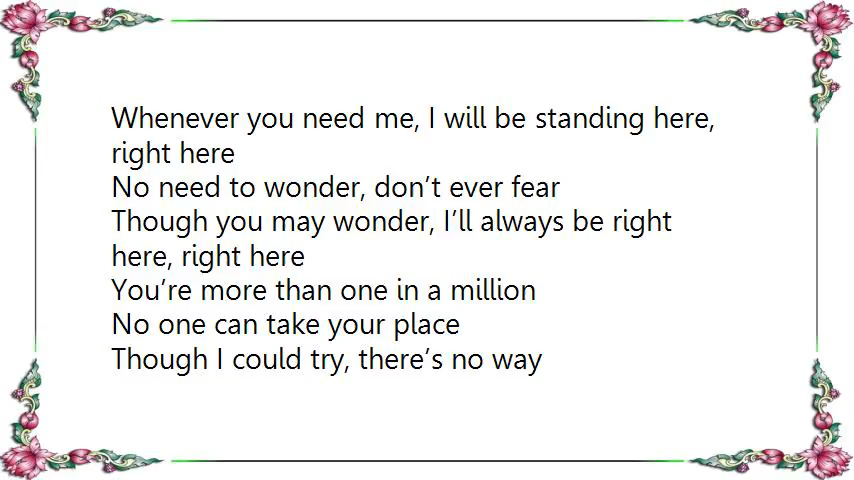 Whenever you need me, I will be standing here,
right here
No need to wonder, don’t ever fear
Though you may wonder, I’ll always be right
here, right here
You’re more than one in a million
No one can take your place
Though I could try, there’s no way